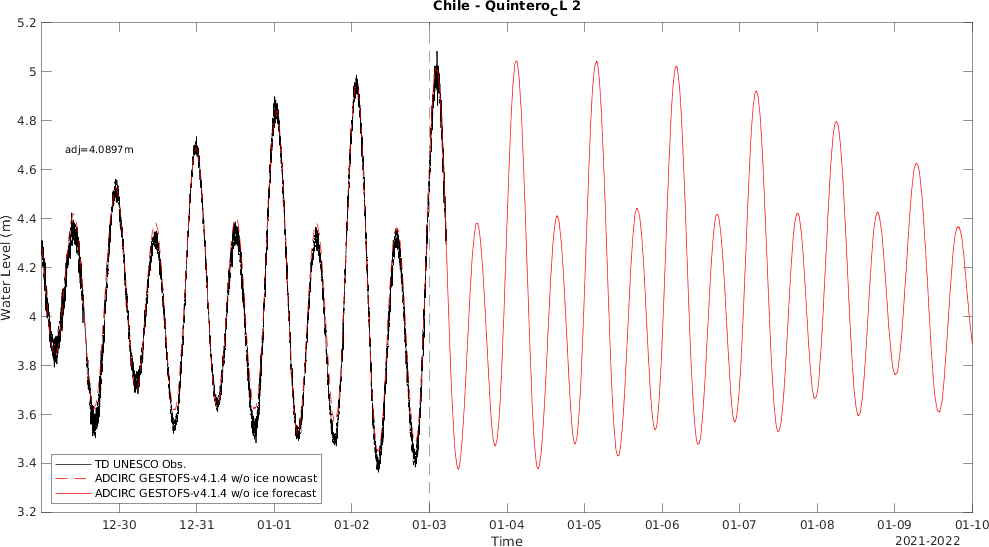 Chile - Quintero_CL 2
5.2
5
4.8
4.6
4.4
4.2
4
3.8
3.6
3.4
3.2
Water Level (m)
adj=4.0897m
TD UNESCO Obs.
ADCIRC GESTOFS-v4.1.4 w/o ice nowcast
ADCIRC GESTOFS-v4.1.4 w/o ice forecast
12-30 12-31 01-01 01-02 01-03 01-04 01-05 01-06 01-07 01-08 01-09 01-10
Time
2021-2022